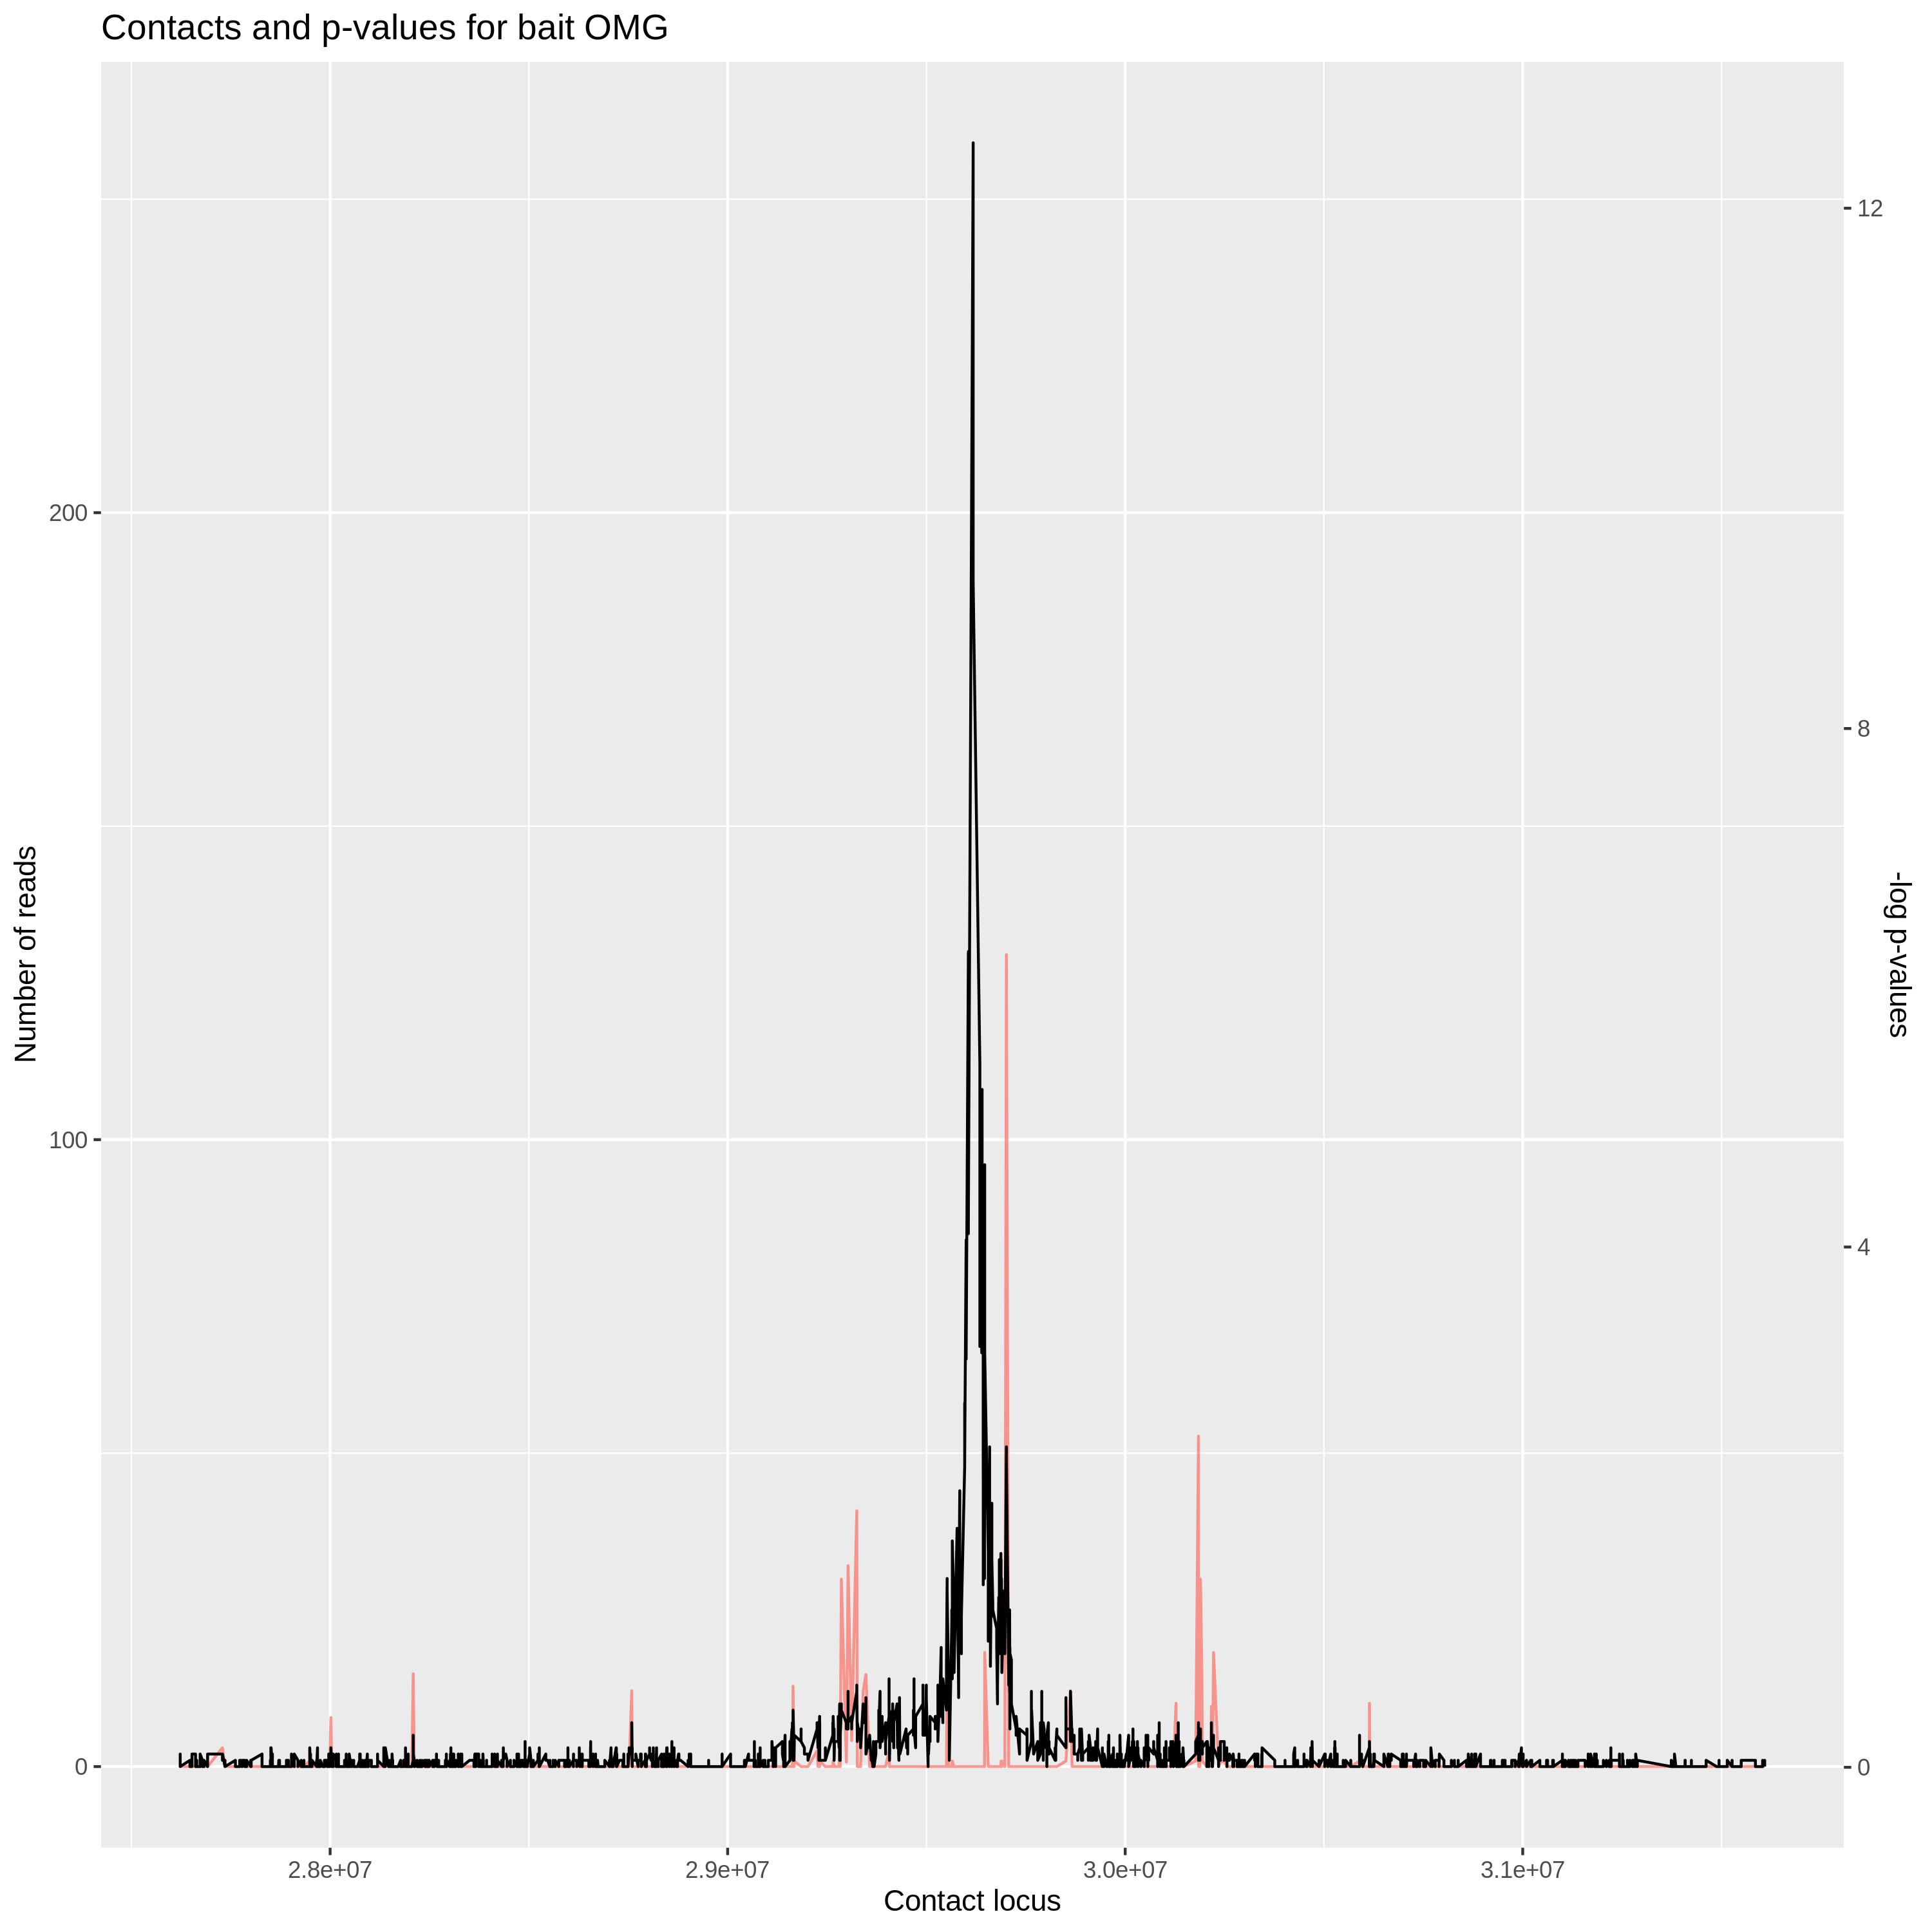 Contacts and p-values for bait OMG
12
200
8
Number of reads
-log p-values
100
4
0
0
2.8e+07
2.9e+07
3.0e+07
3.1e+07
Contact locus